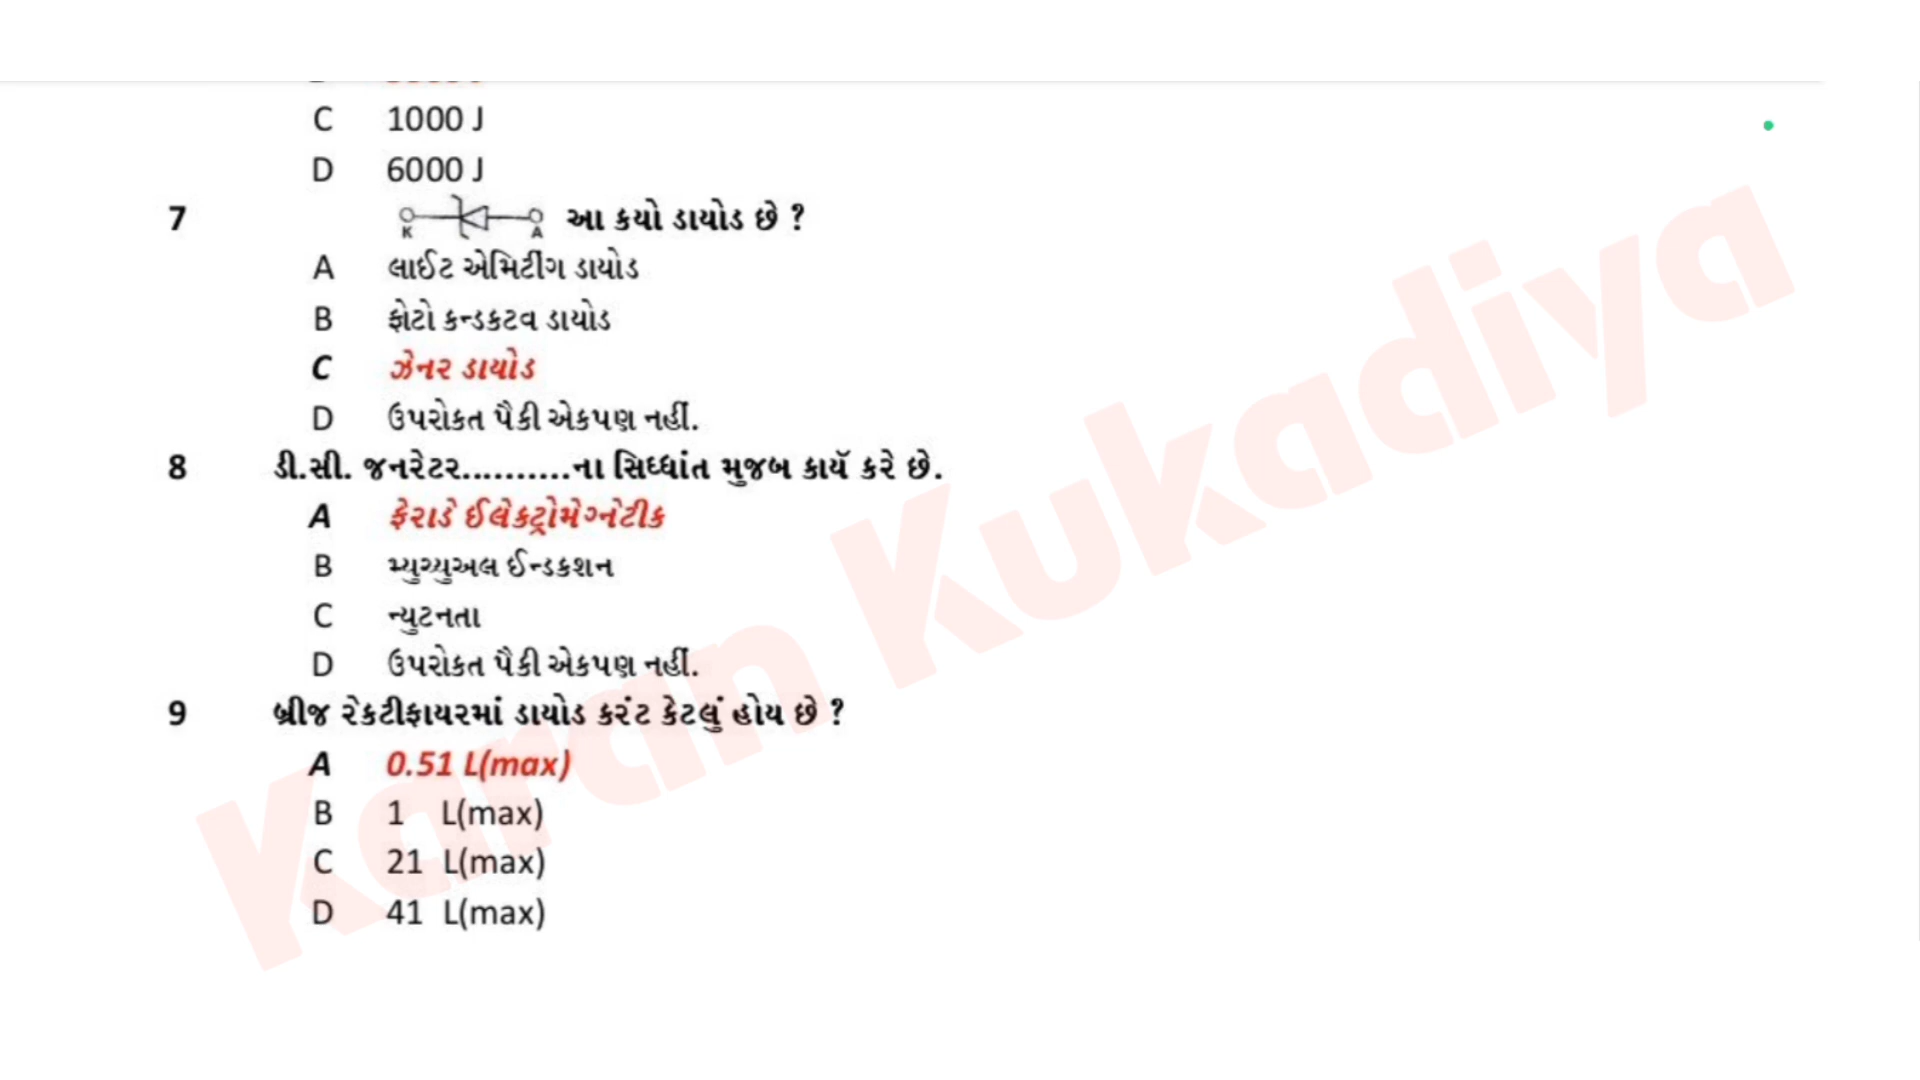 C 1000 J
D 6000 J
7 K A આ કયો ડાયોડ છે ?
A લાઈટ એમિટીંગ ડાયોડ
B ફોટો કન્ડકટવ ડાયોડ
C ઝેનર ડાયોડ
D ઉપરોકત પૈકી એકપણ નહીં.
8 ડી.સી. જનરેટર..........ના સિધ્ધાંત મુજબ કાયૅ કરે છે.
A ફેરાડે ઈલેકટ્રોમેગ્નેટીક
B મ્યુચ્યુઅલ ઈન્ડકશન
C ન્યુટનતા
D ઉપરોકત પૈકી એકપણ નહીં.
9 બ્રીજ રેકટીફાયરમાં ડાયોડ કરંટ કેટલું હોય છે ?
A 0.51 L(max)
B 1 L(max)
C 21 L(max)
D 41 L(max)
Karan Kukadiya